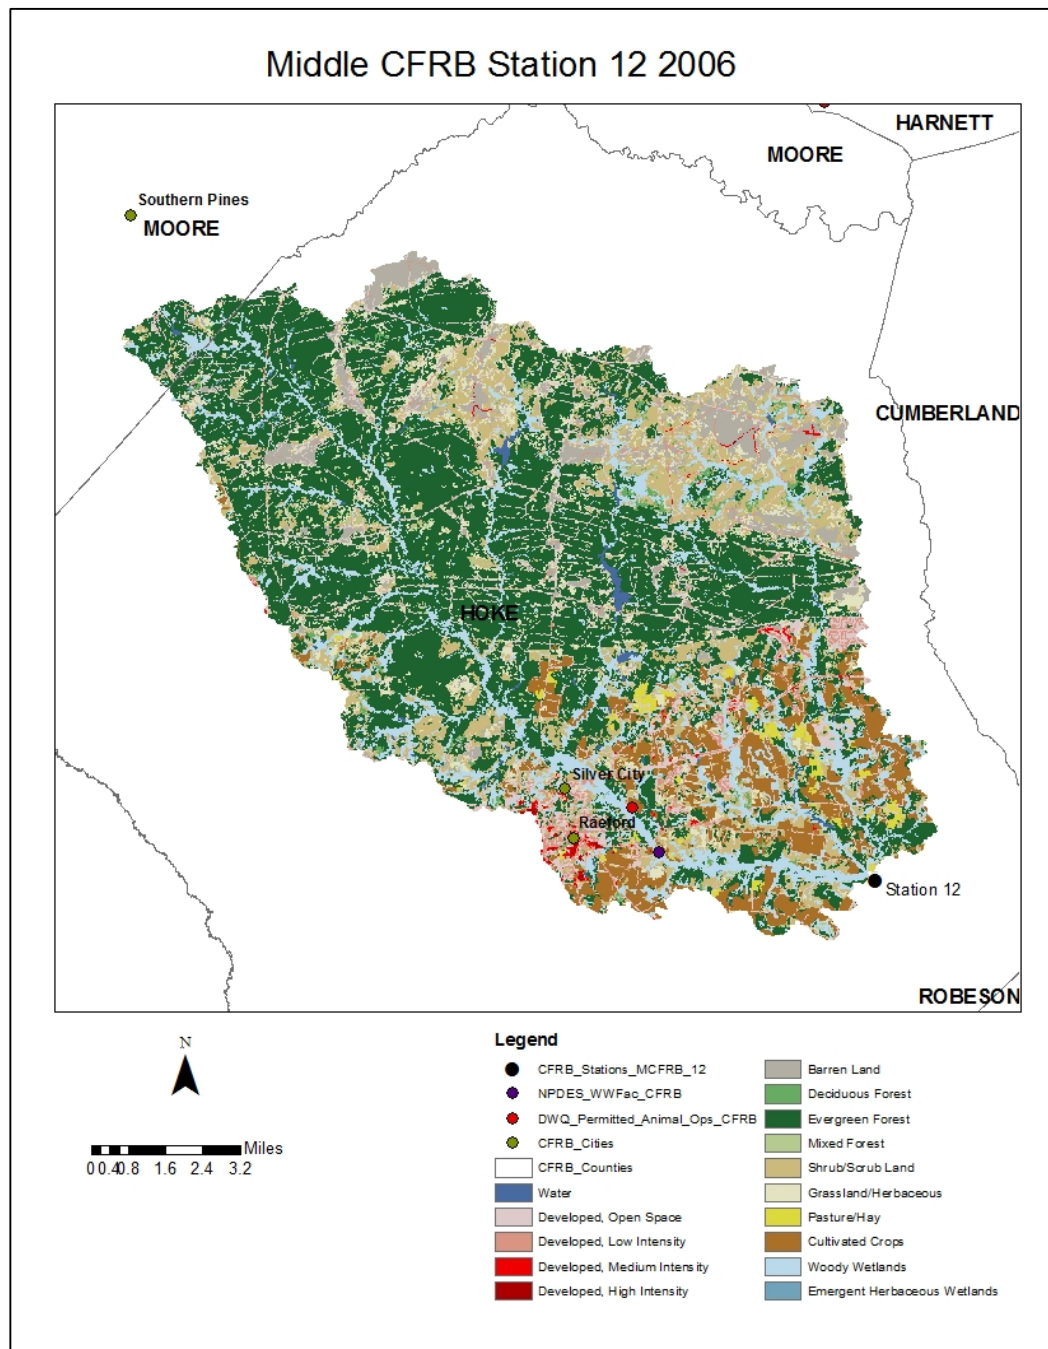 Middle CFRB Station 12 2006
HARNETT
MOORE
Southern Pines
MOORE
CUMBERLAND
HOKE
Silver City
Raeford
Station 12
ROBESON
N
Miles
0 0.4 0.8 1.6 2.4 3.2
Legend
CFRB_Stations_MCFRB_12
NPDES_WWFac_CFRB
DWQ_Permitted_Animal_Ops_CFRB
CFRB_Cities
CFRB_Counties
Water
Developed, Open Space
Developed, Low Intensity
Developed, Medium Intensity
Developed, High Intensity
Barren Land
Deciduous Forest
Evergreen Forest
Mixed Forest
Shrub/Scrub Land
Grassland/Herbaceous
Pasture/Hay
Cultivated Crops
Woody Wetlands
Emergent Herbaceous Wetlands